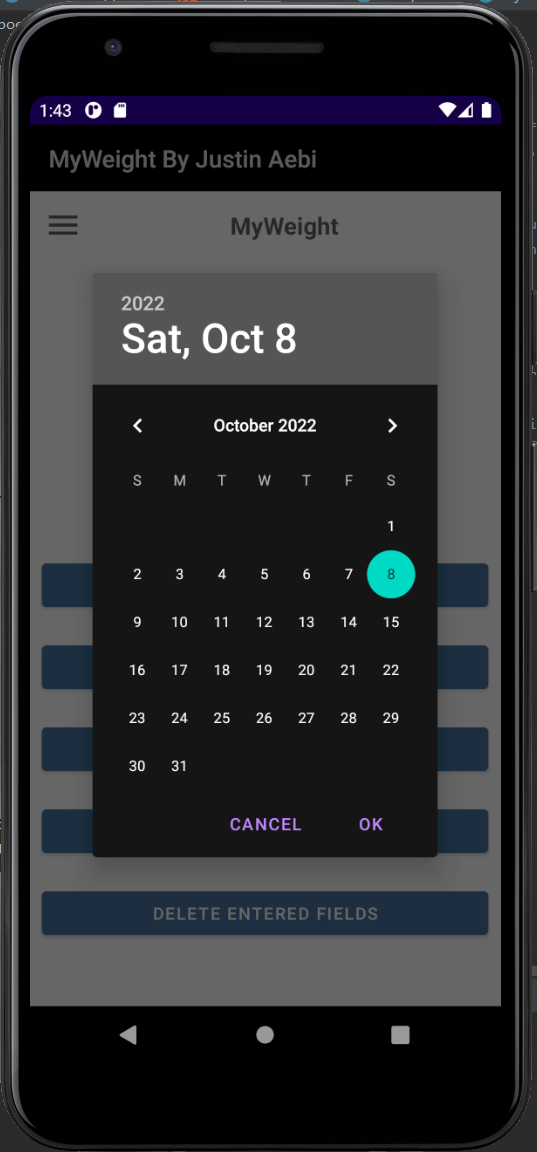 1:43
MyWeight By Justin Aebi
MyWeight
2022
Sat, Oct 8
October 2022
S M T W T F S
1
2 3 4 5 6 7 8
9 10 11 12 13 14 15
16 17 18 19 20 21 22
23 24 25 26 27 28 29
30 31
CANCEL OK
DELETE ENTERED FIELDS